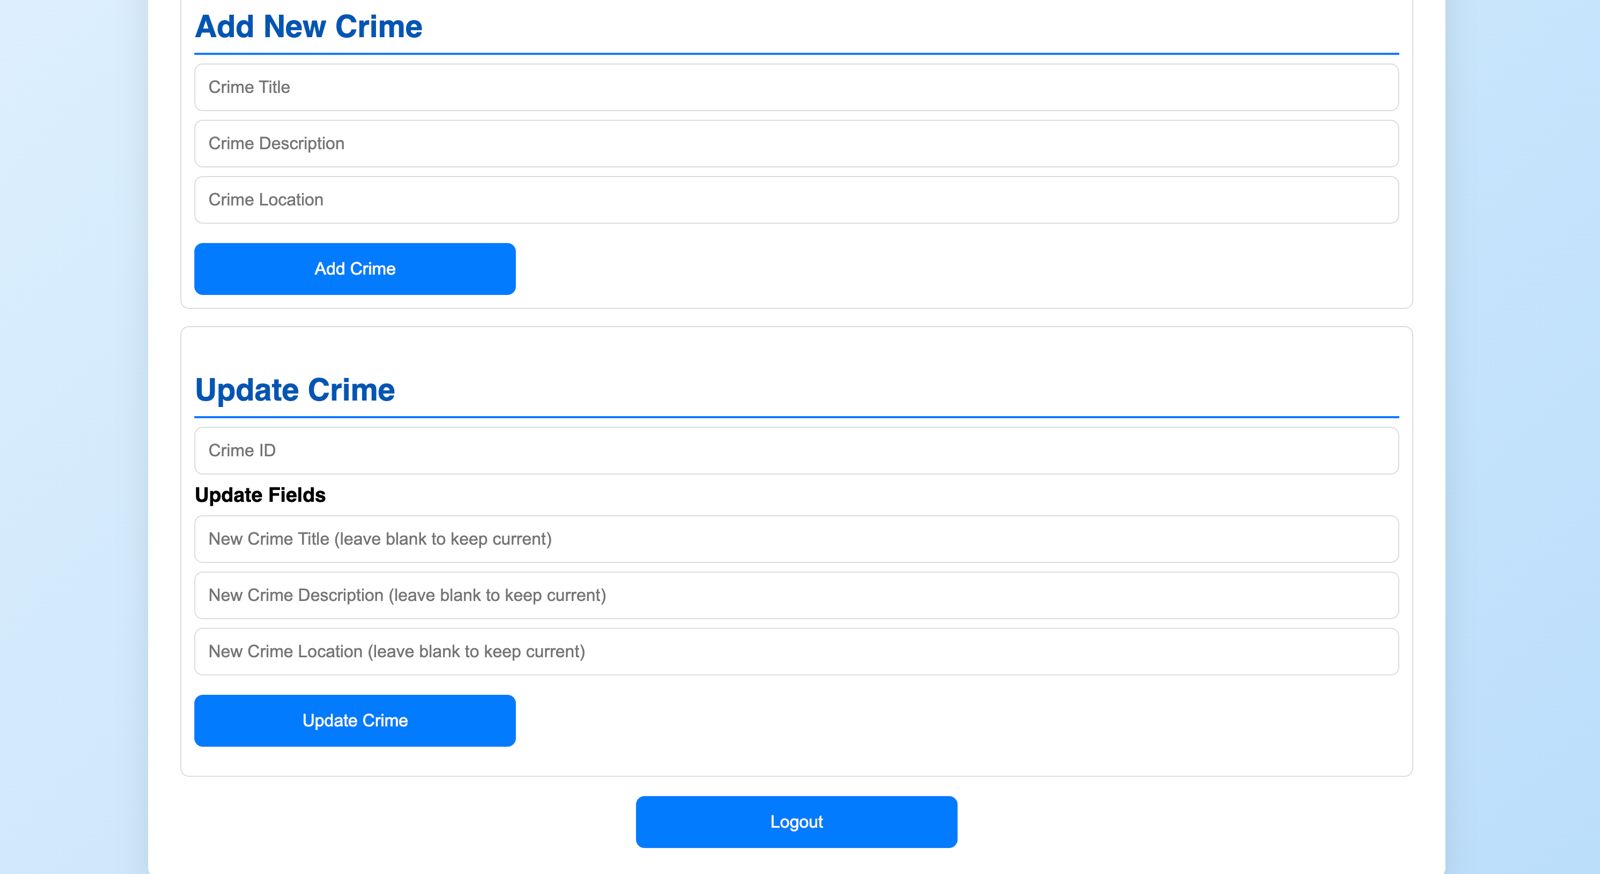 Add New Crime
Crime Title
Crime Description
Crime Location
Add Crime
Update Crime
Crime ID
Update Fields
New Crime Title (leave blank to keep current)
New Crime Description (leave blank to keep current)
New Crime Location (leave blank to keep current)
Update Crime
Logout